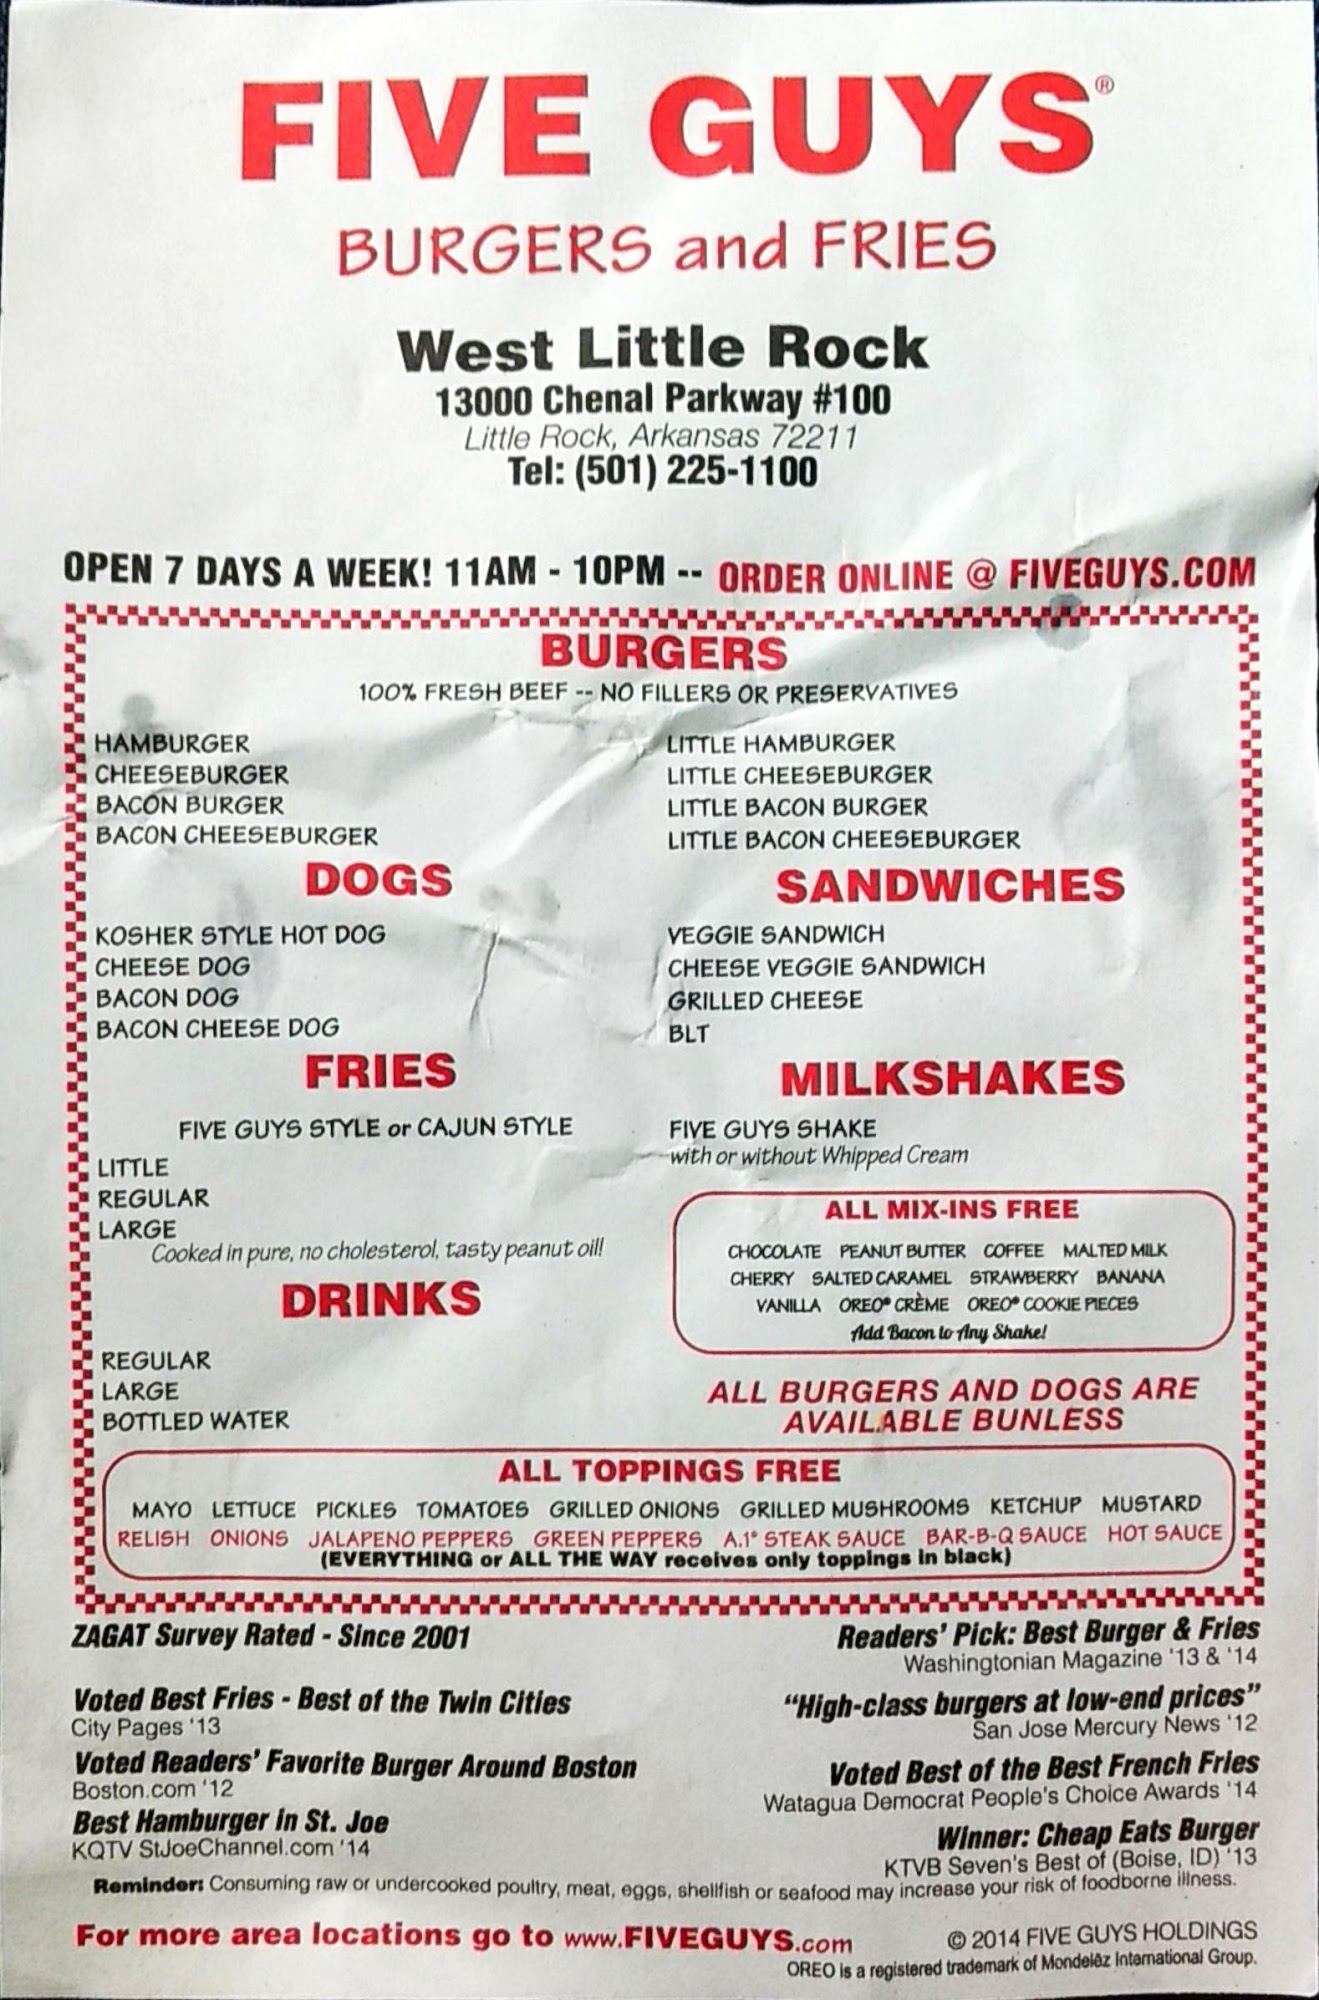 FIVE GUYS®
BURGERS and FRIES
West Little Rock
13000 Chenal Parkway #100
Little Rock, Arkansas 72211
Tel: (501) 225-1100
OPEN 7 DAYS A WEEK! 11AM - 10PM -- ORDER ONLINE @ FIVEGUYS.COM
BURGERS
100% FRESH BEEF -- NO FILLERS OR PRESERVATIVES
HAMBURGER
CHEESEBURGER
BACON BURGER
BACON CHEESEBURGER
LITTLE HAMBURGER
LITTLE CHEESEBURGER
LITTLE BACON BURGER
LITTLE BACON CHEESEBURGER
DOGS
KOSHER STYLE HOT DOG
CHEESE DOG
BACON DOG
BACON CHEESE DOG
SANDWICHES
VEGGIE SANDWICH
CHEESE VEGGIE SANDWICH
GRILLED CHEESE
BLT
FRIES
FIVE GUYS STYLE or CAJUN STYLE
LITTLE
REGULAR
LARGE
Cooked in pure, no cholesterol, tasty peanut oil!
MILKSHAKES
FIVE GUYS SHAKE
with or without Whipped Cream
ALL MIX-INS FREE
CHOCOLATE PEANUT BUTTER COFFEE MALTED MILK
CHERRY SALTED CARAMEL STRAWBERRY BANANA
VANILLA OREO® CRÈME OREO® COOKIE PIECES
Add Bacon to Any Shake!
DRINKS
REGULAR
LARGE
BOTTLED WATER
ALL BURGERS AND DOGS ARE
AVAILABLE BUNLESS
ALL TOPPINGS FREE
MAYO LETTUCE PICKLES TOMATOES GRILLED ONIONS GRILLED MUSHROOMS KETCHUP MUSTARD
RELISH ONIONS JALAPENO PEPPERS GREEN PEPPERS A.1® STEAK SAUCE BAR-B-Q SAUCE HOT SAUCE
(EVERYTHING or ALL THE WAY receives only toppings in black)
ZAGAT Survey Rated - Since 2001
Voted Best Fries - Best of the Twin Cities
City Pages '13
Voted Readers' Favorite Burger Around Boston
Boston.com '12
Best Hamburger in St. Joe
KQTV StJoeChannel.com '14
Readers' Pick: Best Burger & Fries
Washingtonian Magazine '13 & '14
"High-class burgers at low-end prices"
San Jose Mercury News '12
Voted Best of the Best French Fries
Watagua Democrat People's Choice Awards '14
Winner: Cheap Eats Burger
KTVB Seven's Best of (Boise, ID) '13
Reminder: Consuming raw or undercooked poultry, meat, eggs, shellfish or seafood may increase your risk of foodborne illness.
For more area locations go to www.FIVEGUYS.com
© 2014 FIVE GUYS HOLDINGS
OREO is a registered trademark of Mondelēz International Group.